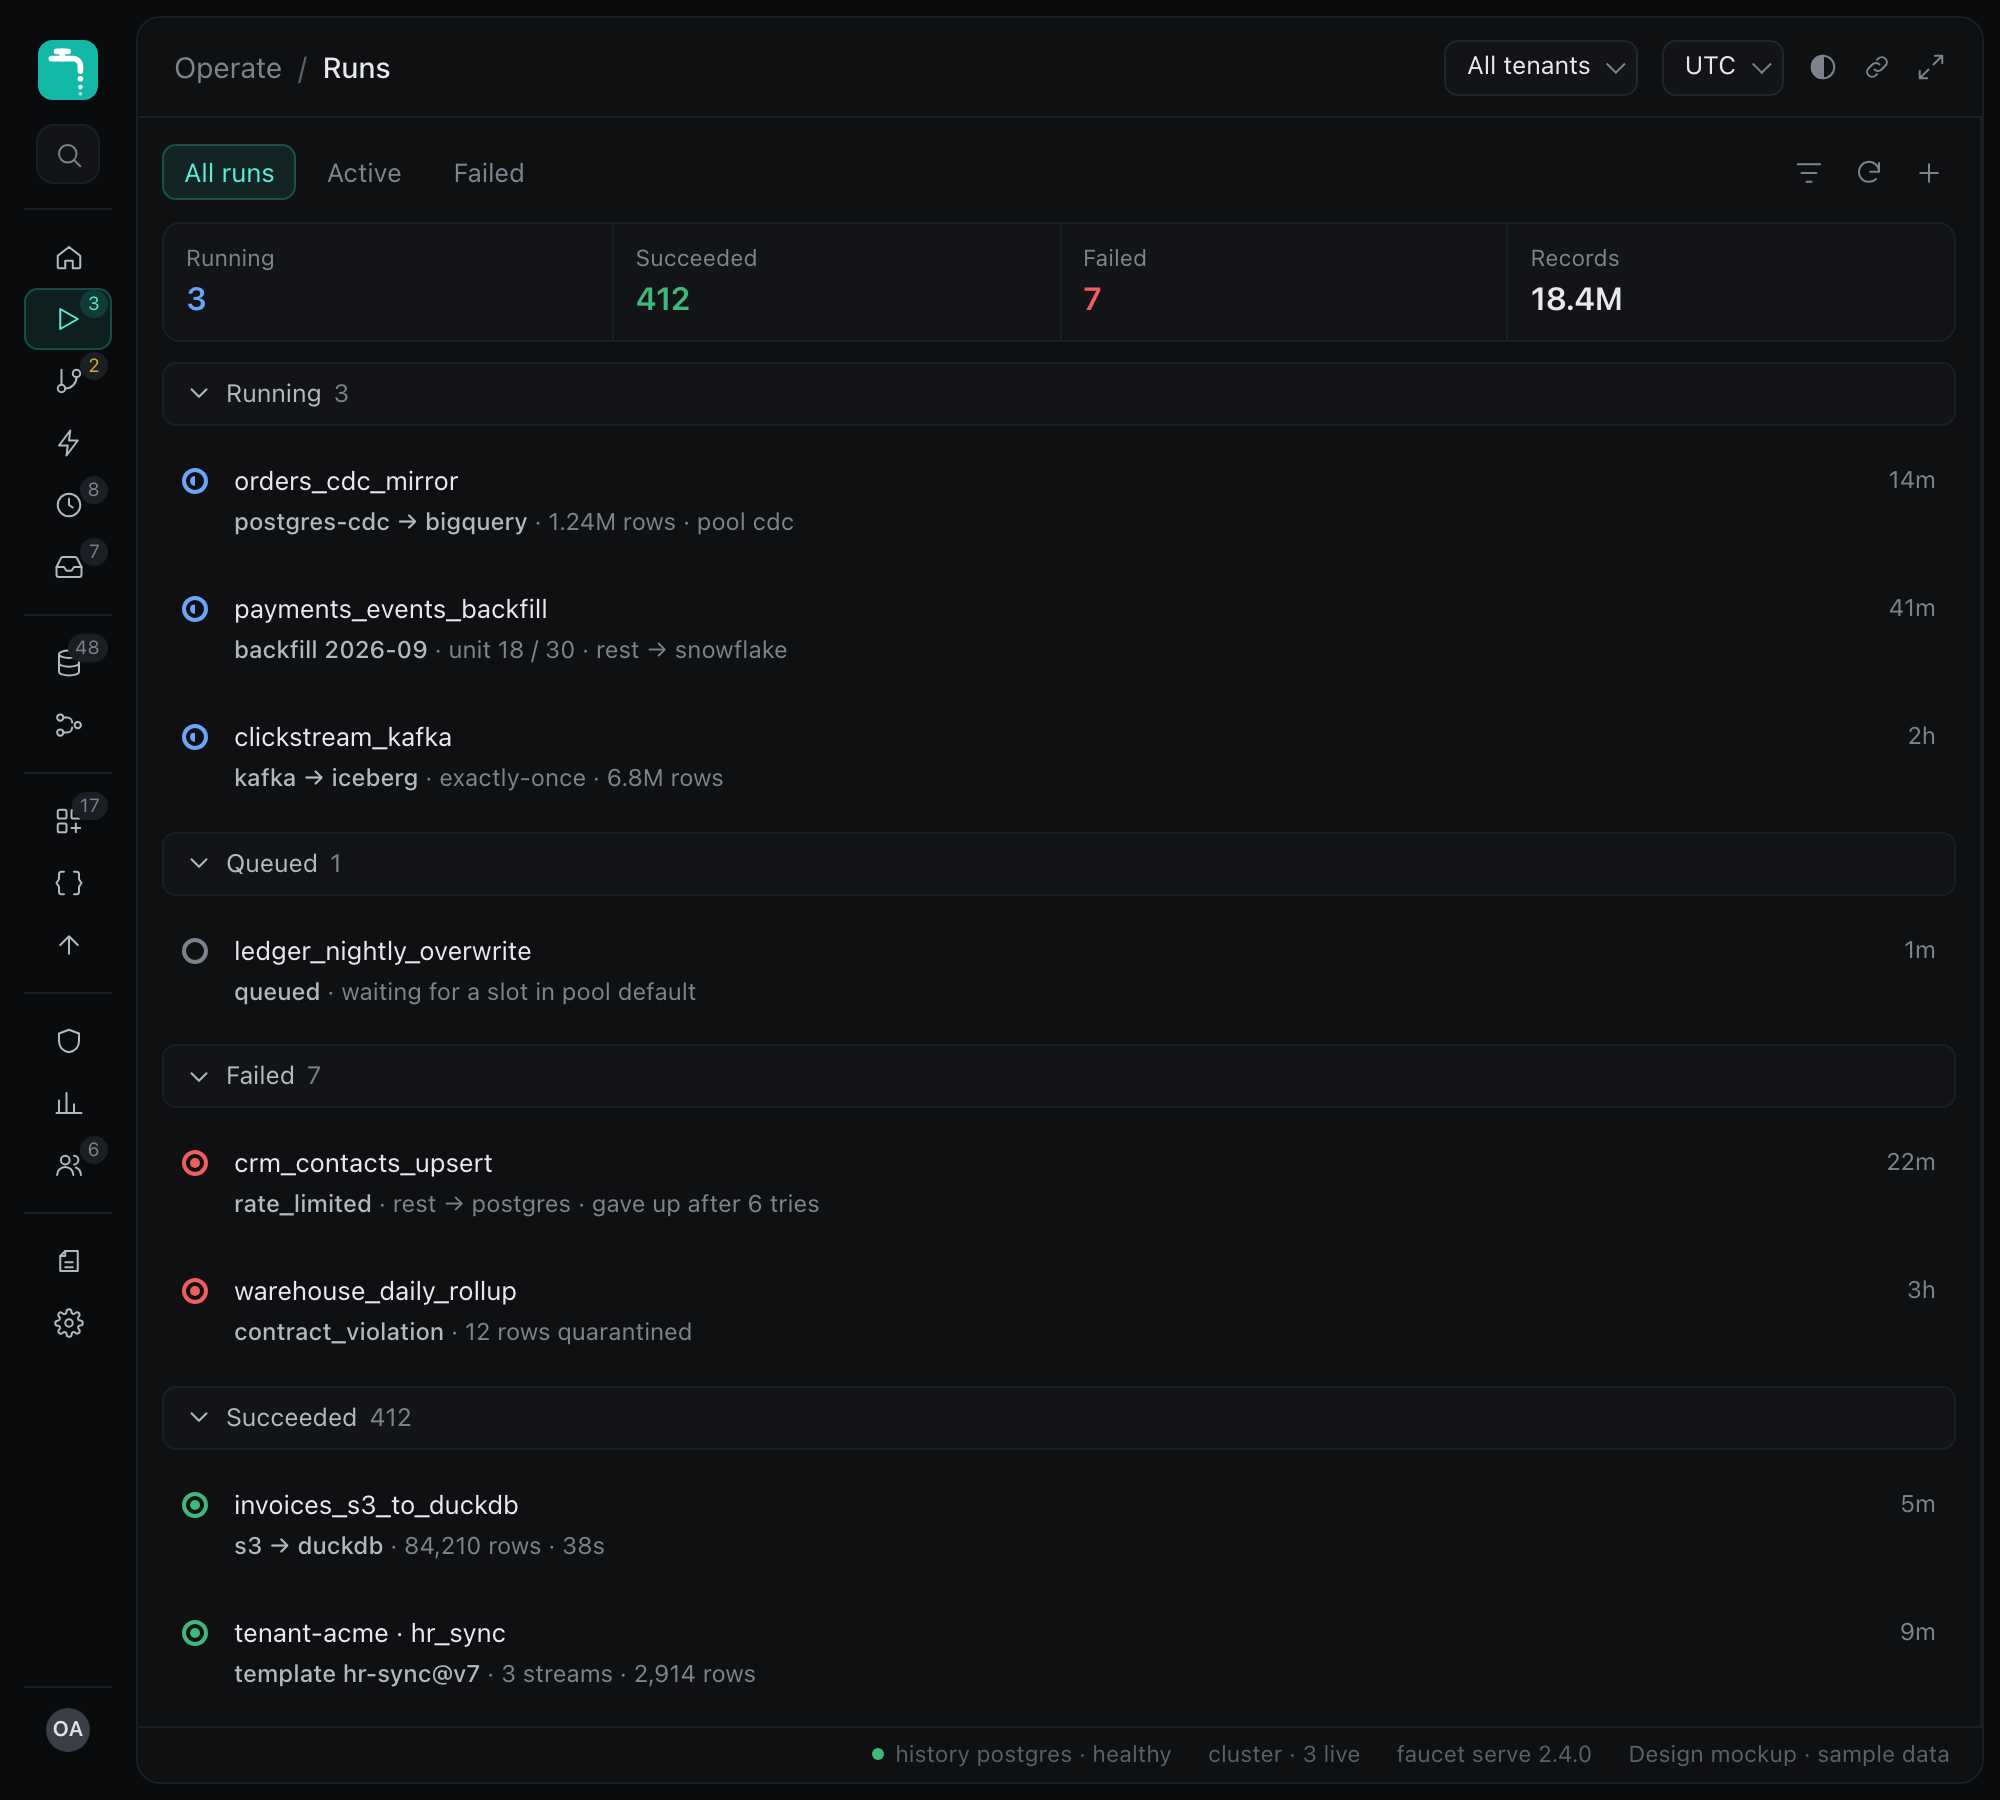 Operate / Runs
All tenants
UTC
All runs
Active
Failed
Running
3
Succeeded
412
Failed
7
Records
18.4M
3
2
8
7
48
17
6
OA
Running 3
orders_cdc_mirror
14m
postgres-cdc → bigquery · 1.24M rows · pool cdc
payments_events_backfill
41m
backfill 2026-09 · unit 18 / 30 · rest → snowflake
clickstream_kafka
2h
kafka → iceberg · exactly-once · 6.8M rows
Queued 1
ledger_nightly_overwrite
1m
queued · waiting for a slot in pool default
Failed 7
crm_contacts_upsert
22m
rate_limited · rest → postgres · gave up after 6 tries
warehouse_daily_rollup
3h
contract_violation · 12 rows quarantined
Succeeded 412
invoices_s3_to_duckdb
5m
s3 → duckdb · 84,210 rows · 38s
tenant-acme · hr_sync
9m
template hr-sync@v7 · 3 streams · 2,914 rows
history postgres · healthy
cluster · 3 live
faucet serve 2.4.0
Design mockup · sample data